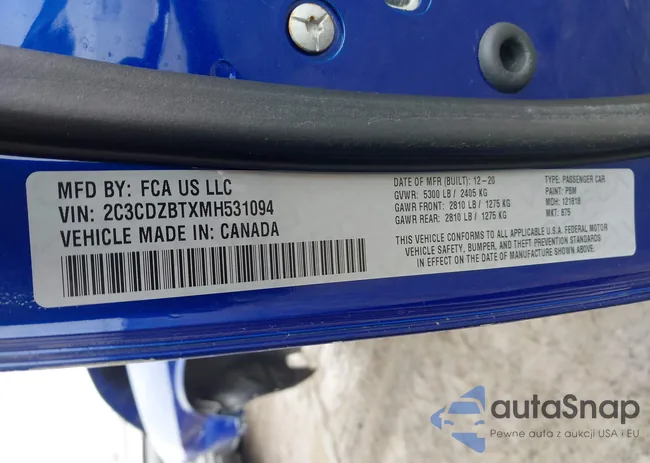 MFD BY: FCA US LLC
VIN: 2C3CDZBTXMH531094
VEHICLE MADE IN: CANADA
DATE OF MFR (BUILT): 12-20
GVWR: 5300 LB / 2405 KG
GAWR FRONT: 2810 LB / 1275 KG
GAWR REAR: 2810 LB / 1275 KG
TYPE: PASSENGER CAR
PAINT: PBM
MDH: 121818
MKT: 875
THIS VEHICLE CONFORMS TO ALL APPLICABLE U.S.A. FEDERAL MOTOR
VEHICLE SAFETY, BUMPER, AND THEFT PREVENTION STANDARDS
IN EFFECT ON THE DATE OF MANUFACTURE SHOWN ABOVE.
autaSnap
Pewne auta z aukcji USA i EU